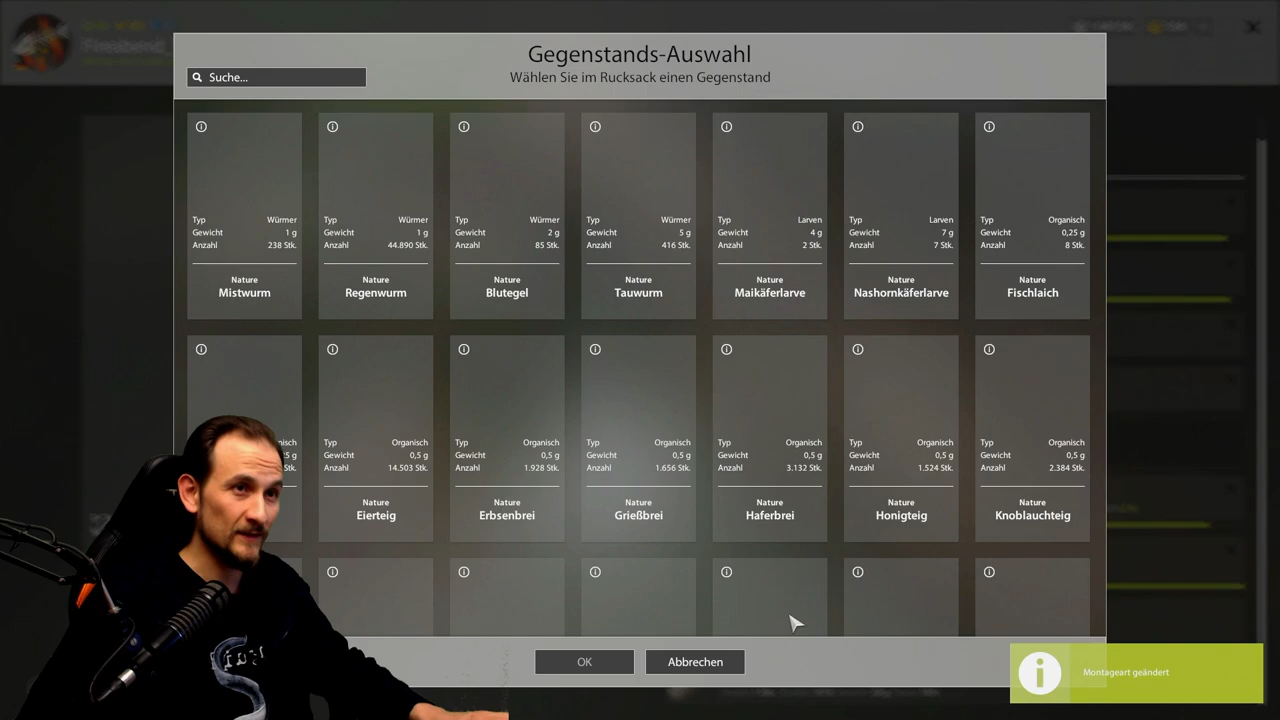 Gegenstands-Auswahl
Wählen Sie im Rucksack einen Gegenstand
Suche...
Typ Würmer
Gewicht 1 g
Anzahl 238 Stk.
Nature
Mistwurm
Typ Würmer
Gewicht 1 g
Anzahl 44.890 Stk.
Nature
Regenwurm
Typ Würmer
Gewicht 2 g
Anzahl 85 Stk.
Nature
Blutegel
Typ Würmer
Gewicht 5 g
Anzahl 416 Stk.
Nature
Tauwurm
Typ Larven
Gewicht 4 g
Anzahl 2 Stk.
Nature
Maikäferlarve
Typ Larven
Gewicht 7 g
Anzahl 7 Stk.
Nature
Nashornkäferlarve
Typ Organisch
Gewicht 0,25 g
Anzahl 8 Stk.
Nature
Fischlaich
Stk.
Typ Organisch
Gewicht 0,5 g
Anzahl 14.503 Stk.
Nature
Eierteig
Typ Organisch
Gewicht 0,5 g
Anzahl 1.928 Stk.
Nature
Erbsenbrei
Typ Organisch
Gewicht 0,5 g
Anzahl 1.656 Stk.
Nature
Grießbrei
Typ Organisch
Gewicht 0,5 g
Anzahl 3.132 Stk.
Nature
Haferbrei
Typ Organisch
Gewicht 0,5 g
Anzahl 1.524 Stk.
Nature
Honigteig
Typ Organisch
Gewicht 0,5 g
Anzahl 2.384 Stk.
Nature
Knoblauchteig
OK
Abbrechen
Montageart geändert